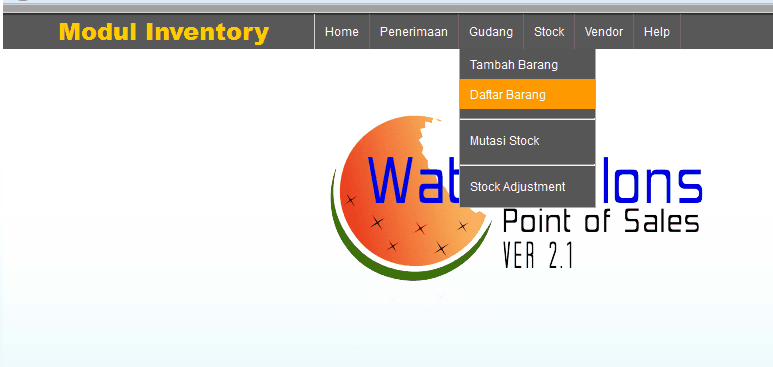 Modul Inventory
Home Penerimaan Gudang Stock Vendor Help
Tambah Barang
Daftar Barang
Mutasi Stock
Stock Adjustment
Wat lons
Point of Sales
VER 2.1